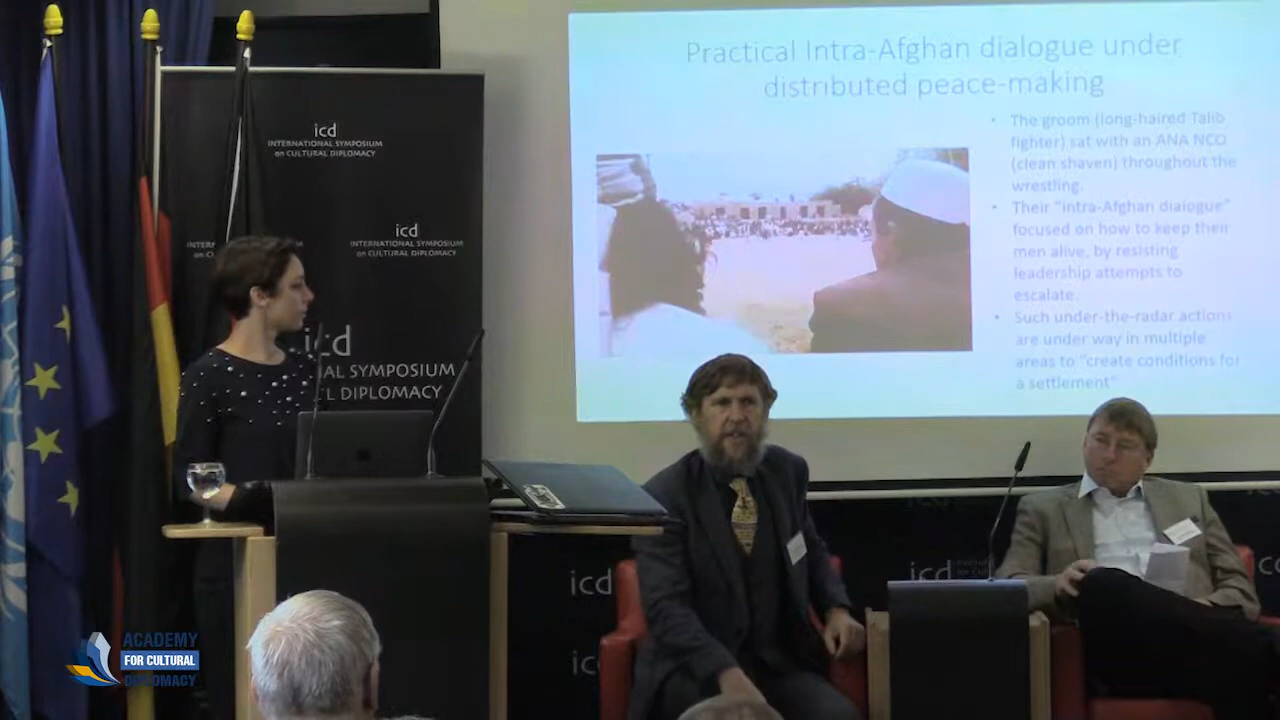 Practical Intra-Afghan dialogue under
distributed peace-making
• The groom (long-haired Talib
fighter) sat with an ANA NCO
(clean shaven) throughout the
wrestling.
• Their "intra-Afghan dialogue"
focused on how to keep their
men alive, by resisting
leadership attempts to
escalate.
• Such under-the-radar actions
are under way in multiple
areas to "create conditions for
a settlement"
icd
INTERNATIONAL SYMPOSIUM
on CULTURAL DIPLOMACY
icd
INTERNATIONAL SYMPOSIUM
on CULTURAL DIPLOMACY
icd
AL SYMPOSIUM
L DIPLOMACY
icd
icd
icd
ACADEMY
FOR CULTURAL
DIPLOMACY